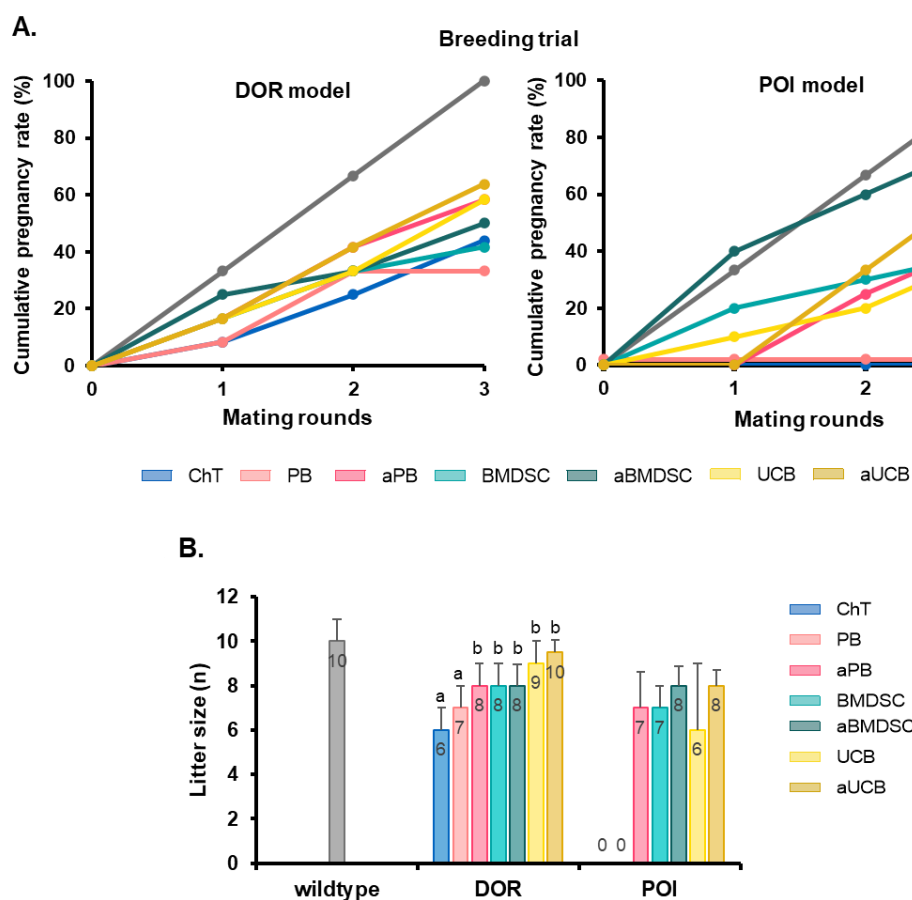 A.
Breeding trial
DOR model
POI model
Cumulative pregnancy rate (%)
100
80
60
40
20
0
0 1 2 3
Mating rounds
Cumulative pregnancy rate (%)
100
80
60
40
20
0
0 1 2
Mating rounds
ChT PB aPB BMDSC aBMDSC UCB aUCB
B.
Litter size (n)
12
10
8
6
4
2
0
10
a a b b b b b
6 7 8 8 8 9 10
0 0 7 7 8 6 8
wildtype DOR POI
ChT
PB
aPB
BMDSC
aBMDSC
UCB
aUCB